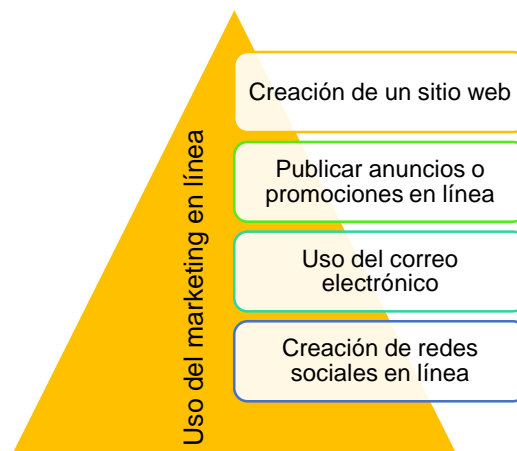 Uso del marketing en línea
Creación de un sitio web
Publicar anuncios o
promociones en línea
Uso del correo
electrónico
Creación de redes
sociales en línea